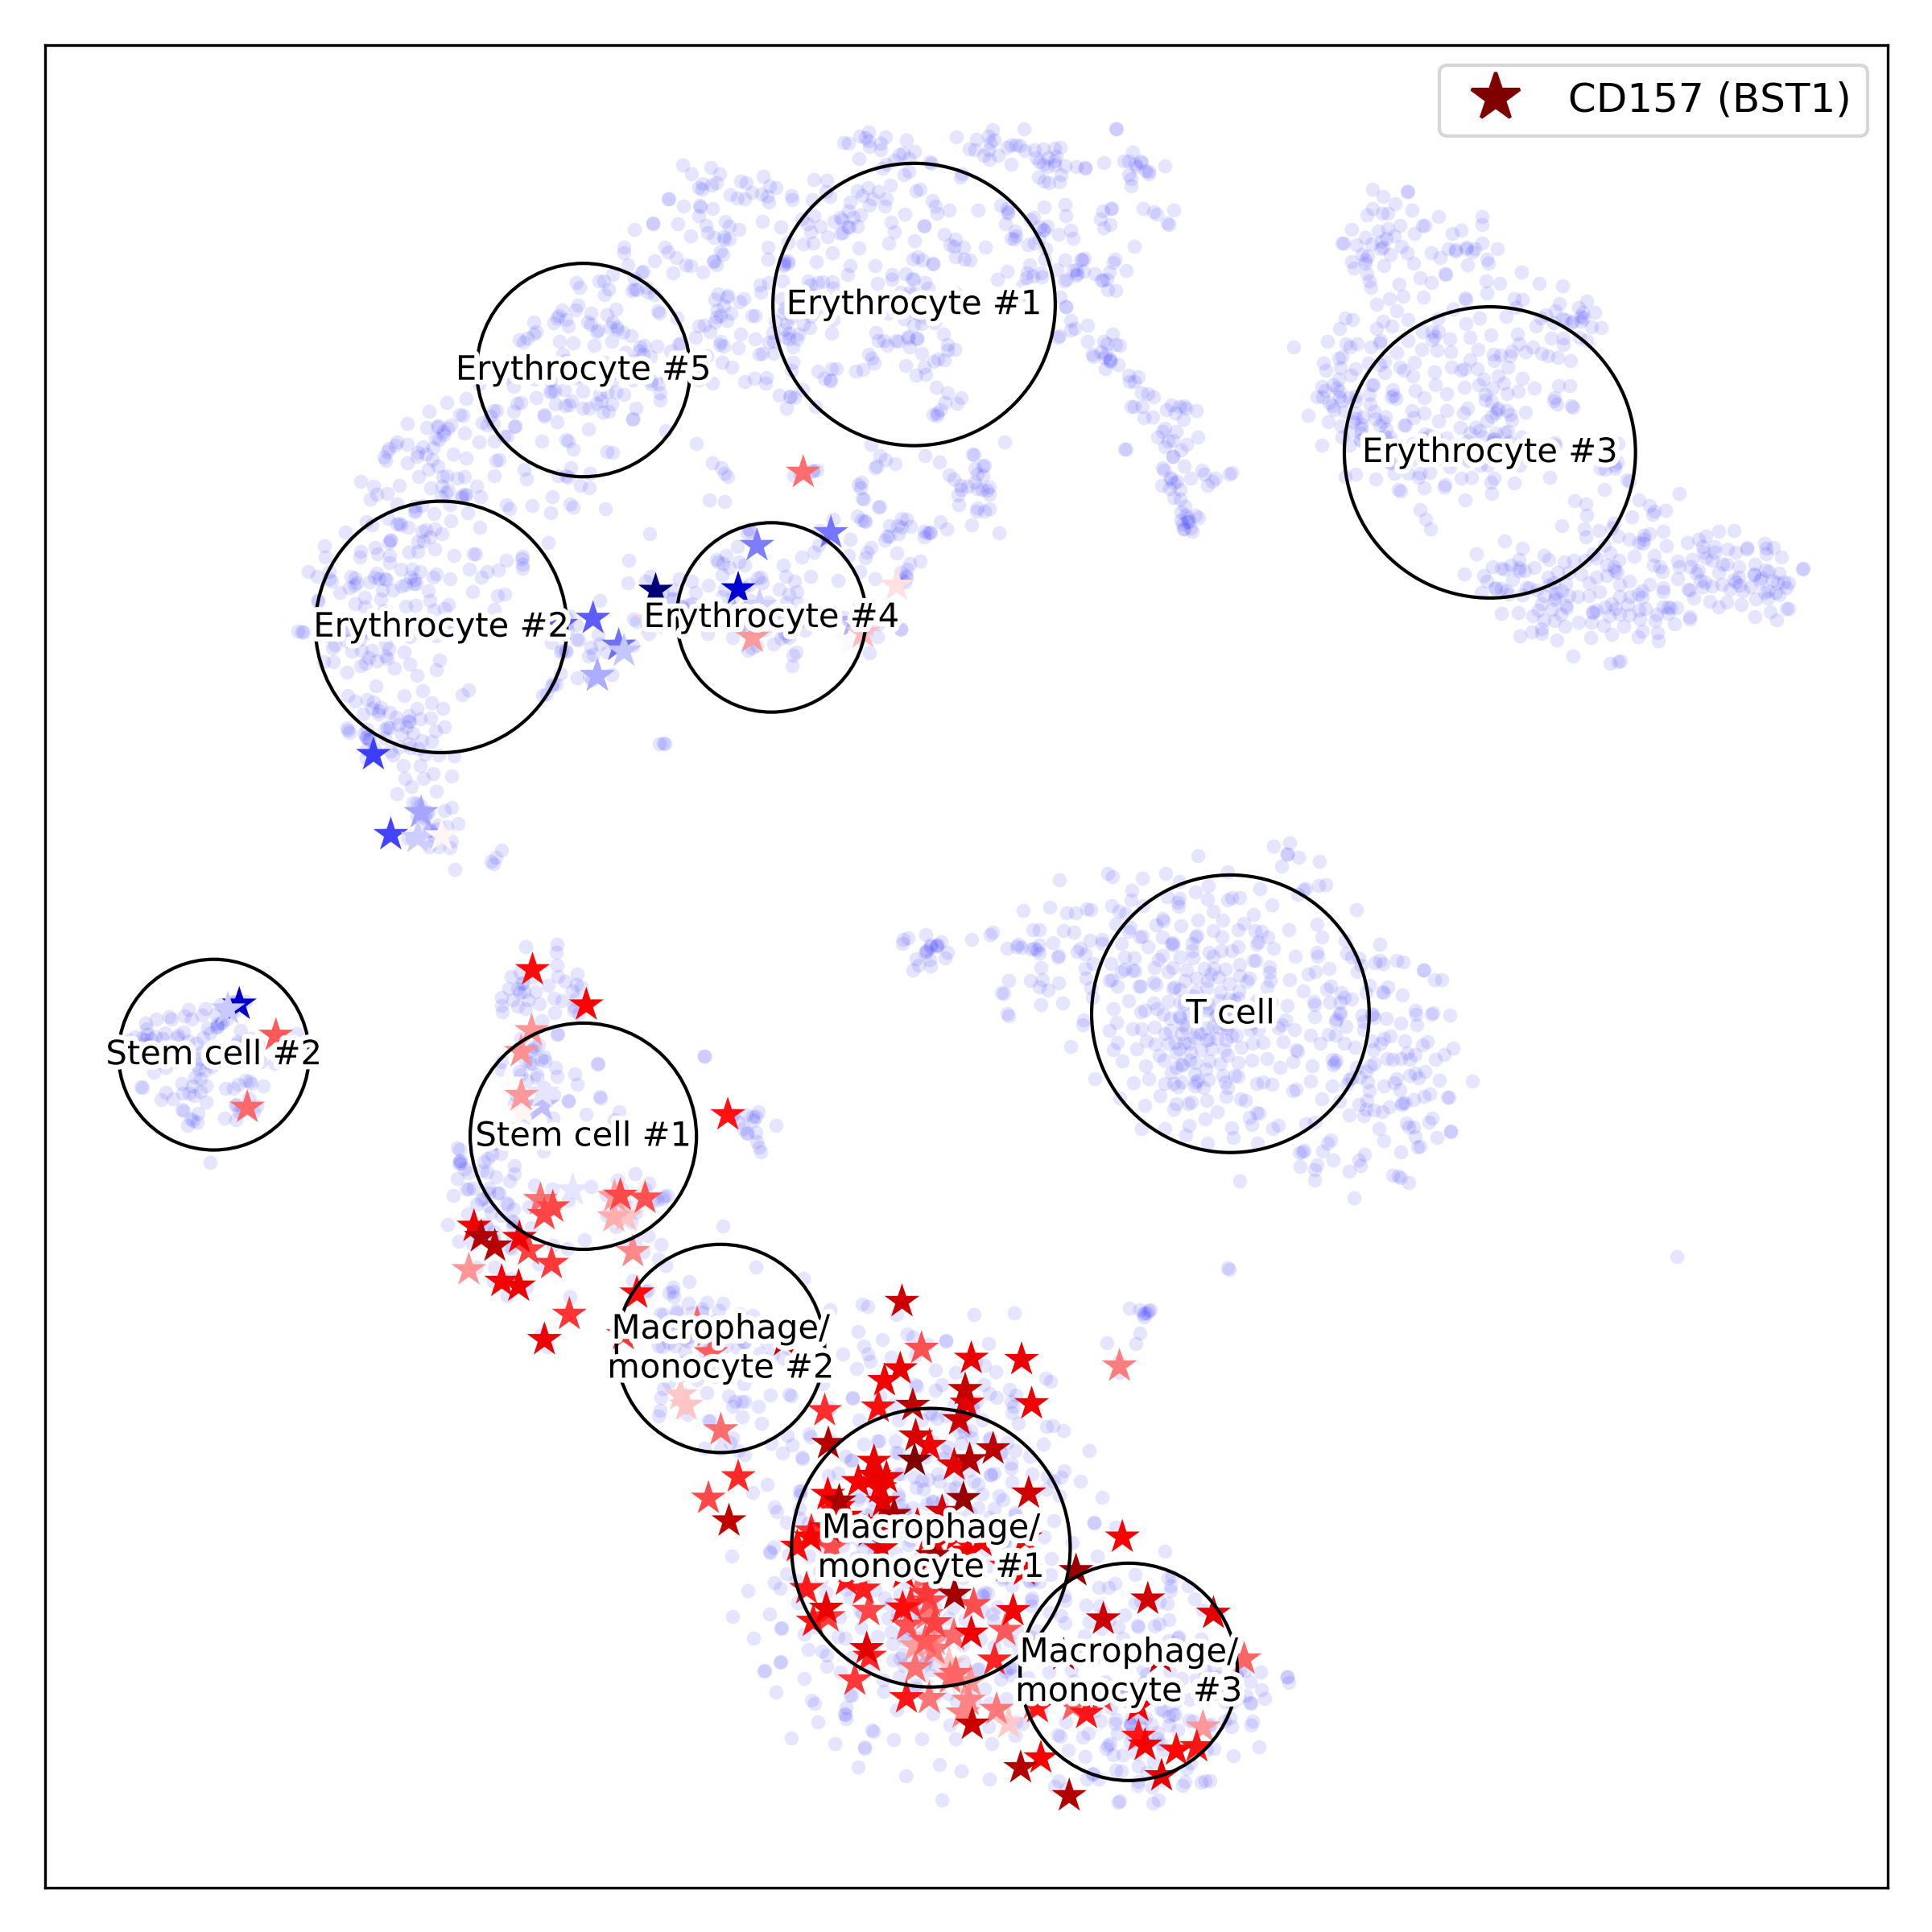 CD157 (BST1)
Erythrocyte #1
Erythrocyte #5
Erythrocyte #3
Erythrocyte #4
Erythrocyte #2
T cell
Stem cell #2
Stem cell #1
Macrophage/
monocyte #2
Macrophage/
monocyte #1
Macrophage/
monocyte #3